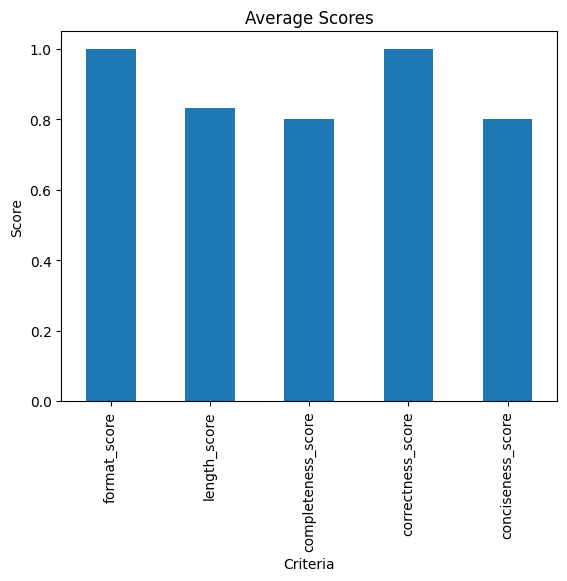 Average Scores
1.0
0.8
0.6
0.4
0.2
0.0
Score
format_score
length_score
completeness_score
correctness_score
conciseness_score
Criteria